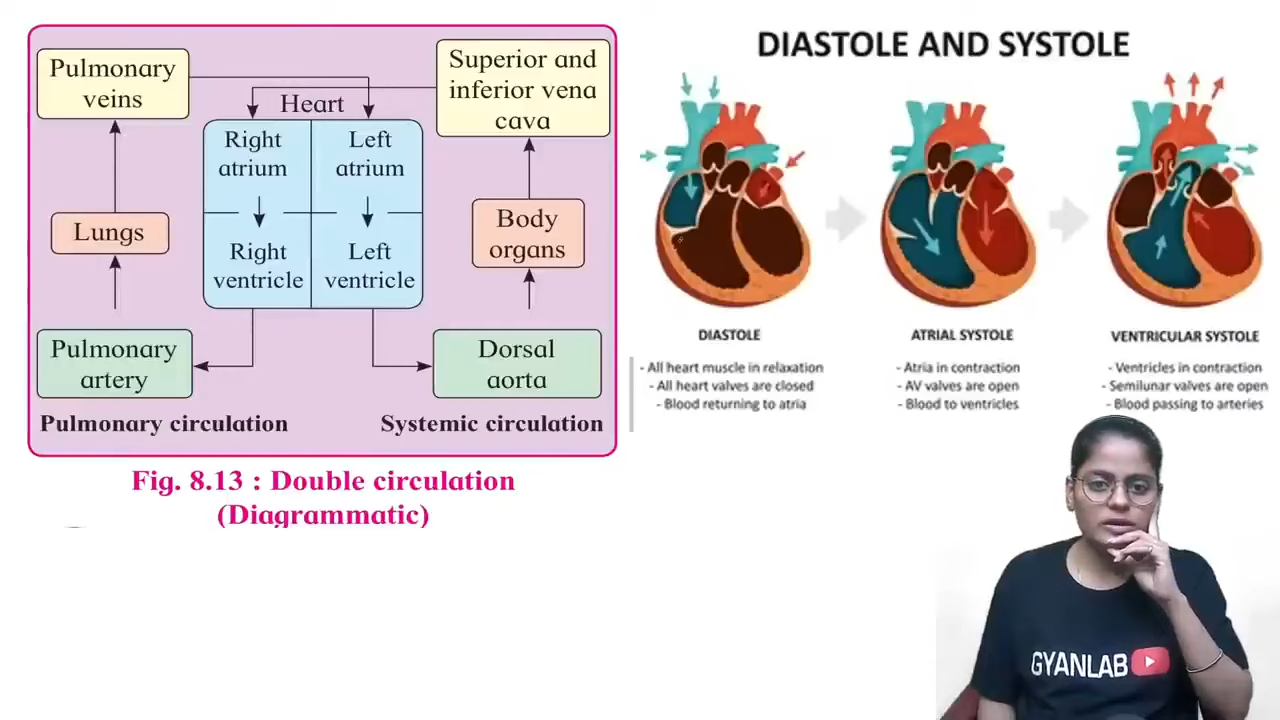 Pulmonary
veins
Superior and
inferior vena
cava
Heart
Right
atrium
Left
atrium
Lungs
Body
organs
Right
ventricle
Left
ventricle
Pulmonary
artery
Dorsal
aorta
Pulmonary circulation
Systemic circulation
Fig. 8.13 : Double circulation
(Diagrammatic)
DIASTOLE AND SYSTOLE
DIASTOLE
- All heart muscle in relaxation
- All heart valves are closed
- Blood returning to atria
ATRIAL SYSTOLE
- Atria in contraction
- AV valves are open
- Blood to ventricles
VENTRICULAR SYSTOLE
- Ventricles in contraction
- Semilunar valves are open
- Blood passing to arteries
GYANLAB